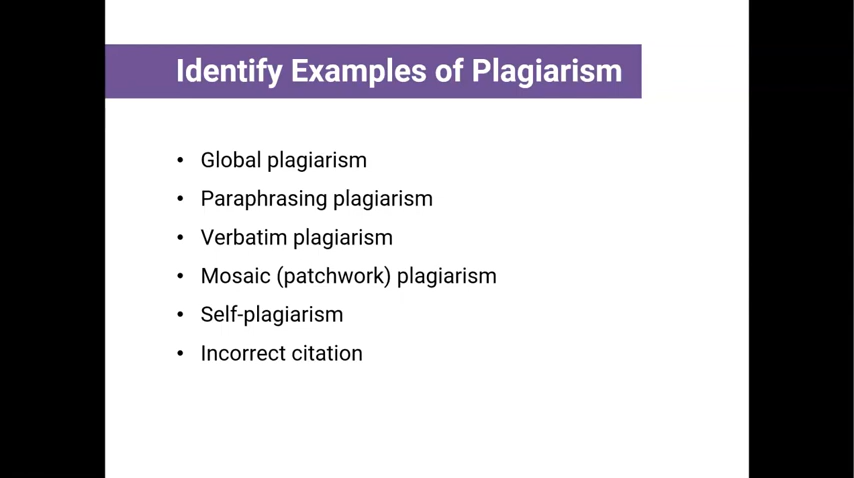 Identify Examples of Plagiarism
• Global plagiarism
• Paraphrasing plagiarism
• Verbatim plagiarism
• Mosaic (patchwork) plagiarism
• Self-plagiarism
• Incorrect citation